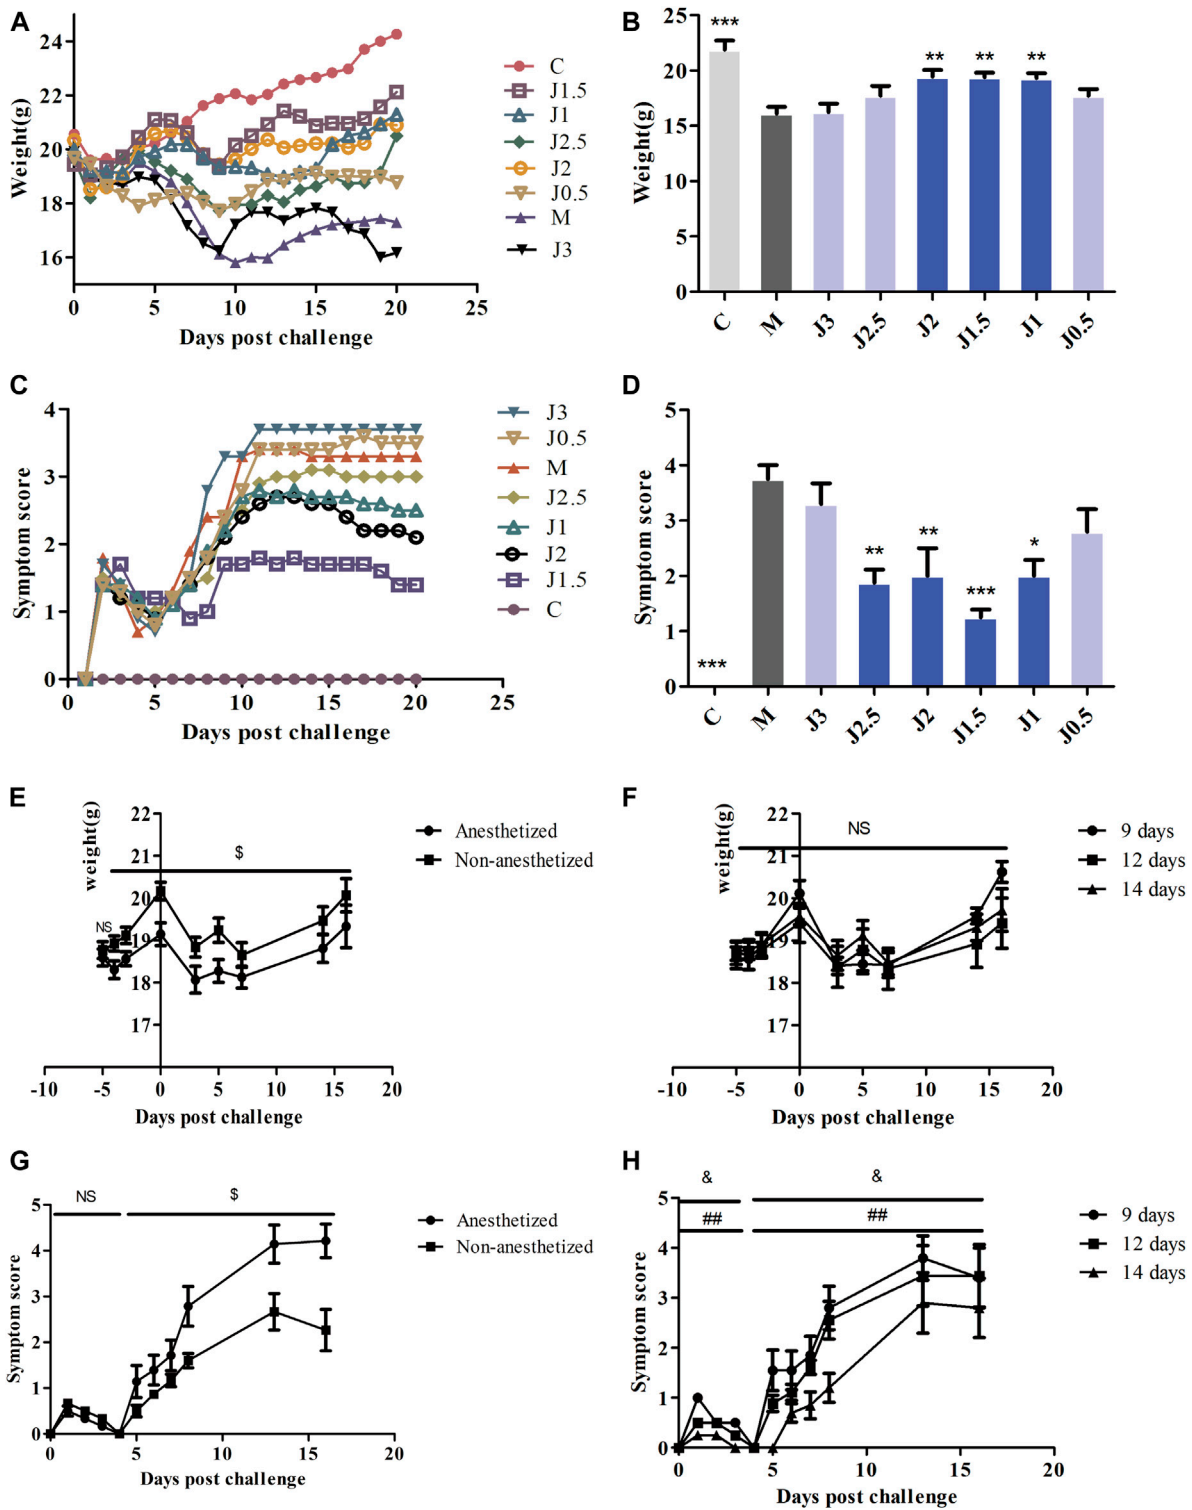 A
Weight(g)
24
22
20
18
16
0 5 10 15 20 25
Days post challenge
C
J1.5
J1
J2.5
J2
J0.5
M
J3
B
Weight(g)
25
20
15
10
5
0
*** ** ** **
C M J3 J2.5 J2 J1.5 J1 J0.5
C
Symptom score
4
3
2
1
0
0 5 10 15 20 25
Days post challenge
J3
J0.5
M
J2.5
J1
J2
J1.5
C
D
Symptom score
5
4
3
2
1
0
*** ** ** *** *
C M J3 J2.5 J2 J1.5 J1 J0.5
E
weight(g)
22
21
20
19
18
17
NS
$
-10 -5 0 5 10 15 20
Days post challenge
Anesthetized
Non-anesthetized
F
weight(g)
22
21
20
19
18
17
NS
-10 -5 0 5 10 15 20
Days post challenge
9 days
12 days
14 days
G
Symptom score
5
4
3
2
1
0
NS $
0 5 10 15 20
Days post challenge
Anesthetized
Non-anesthetized
H
Symptom score
5
4
3
2
1
0
& &
## ##
0 5 10 15 20
Days post challenge
9 days
12 days
14 days